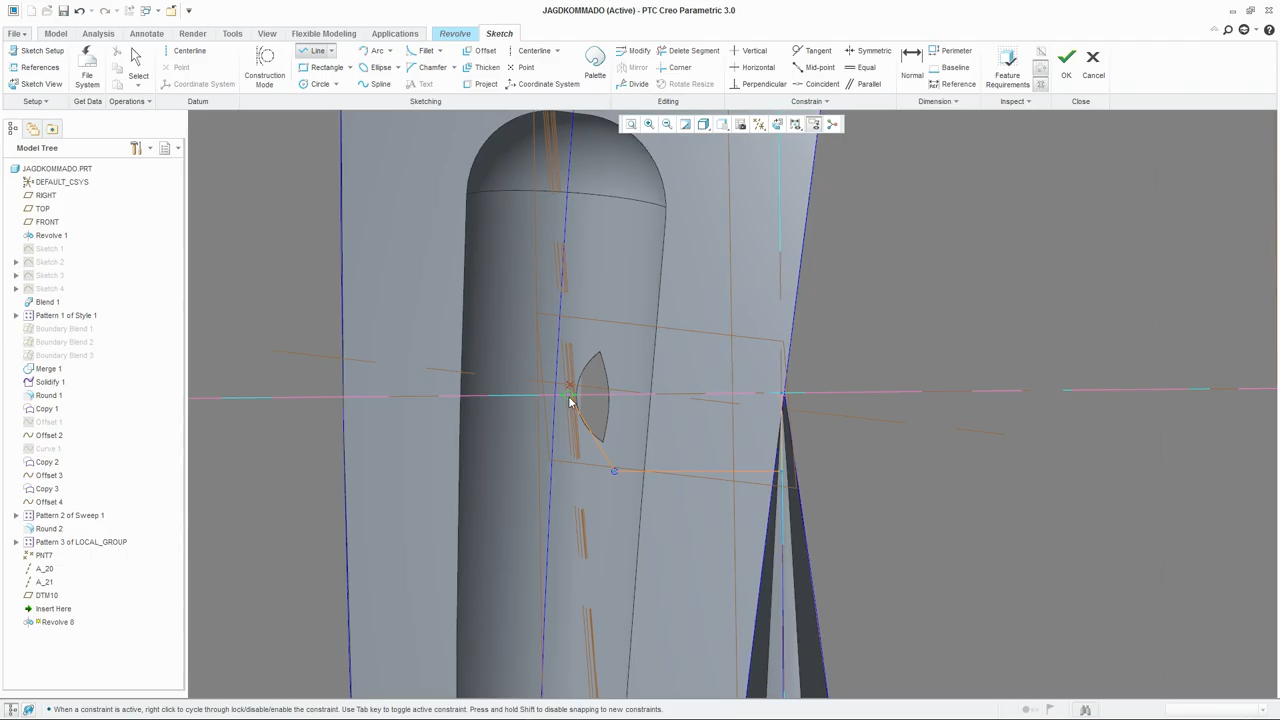 JAGDKOMMADO (Active) - PTC Creo Parametric 3.0
File Model Analysis Annotate Render Tools View Flexible Modeling Applications Revolve Sketch
Sketch Setup
References
Sketch View
Setup
File System
Get Data
Select
Operations
Centerline
Point
Coordinate System
Datum
Construction Mode
Line
Rectangle
Circle
Arc
Ellipse
Spline
Fillet
Chamfer
Text
Offset
Thicken
Project
Centerline
Point
Coordinate System
Palette
Sketching
Modify
Mirror
Divide
Delete Segment
Corner
Rotate Resize
Editing
Vertical
Horizontal
Perpendicular
Tangent
Mid-point
Coincident
Symmetric
Equal
Parallel
Constrain
Normal
Perimeter
Baseline
Reference
Dimension
Feature Requirements
Inspect
OK
Cancel
Close
Model Tree
JAGDKOMMADO.PRT
DEFAULT_CSYS
RIGHT
TOP
FRONT
Revolve 1
Sketch 1
Sketch 2
Sketch 3
Sketch 4
Blend 1
Pattern 1 of Style 1
Boundary Blend 1
Boundary Blend 2
Boundary Blend 3
Merge 1
Solidify 1
Round 1
Copy 1
Offset 1
Offset 2
Curve 1
Copy 2
Offset 3
Copy 3
Offset 4
Pattern 2 of Sweep 1
Round 2
Pattern 3 of LOCAL_GROUP
PNT7
A_20
A_21
DTM10
Insert Here
Revolve 8
When a constraint is active, right click to cycle through lock/disable/enable the constraint. Use Tab key to toggle active constraint. Press and hold Shift to disable snapping to new constraints.